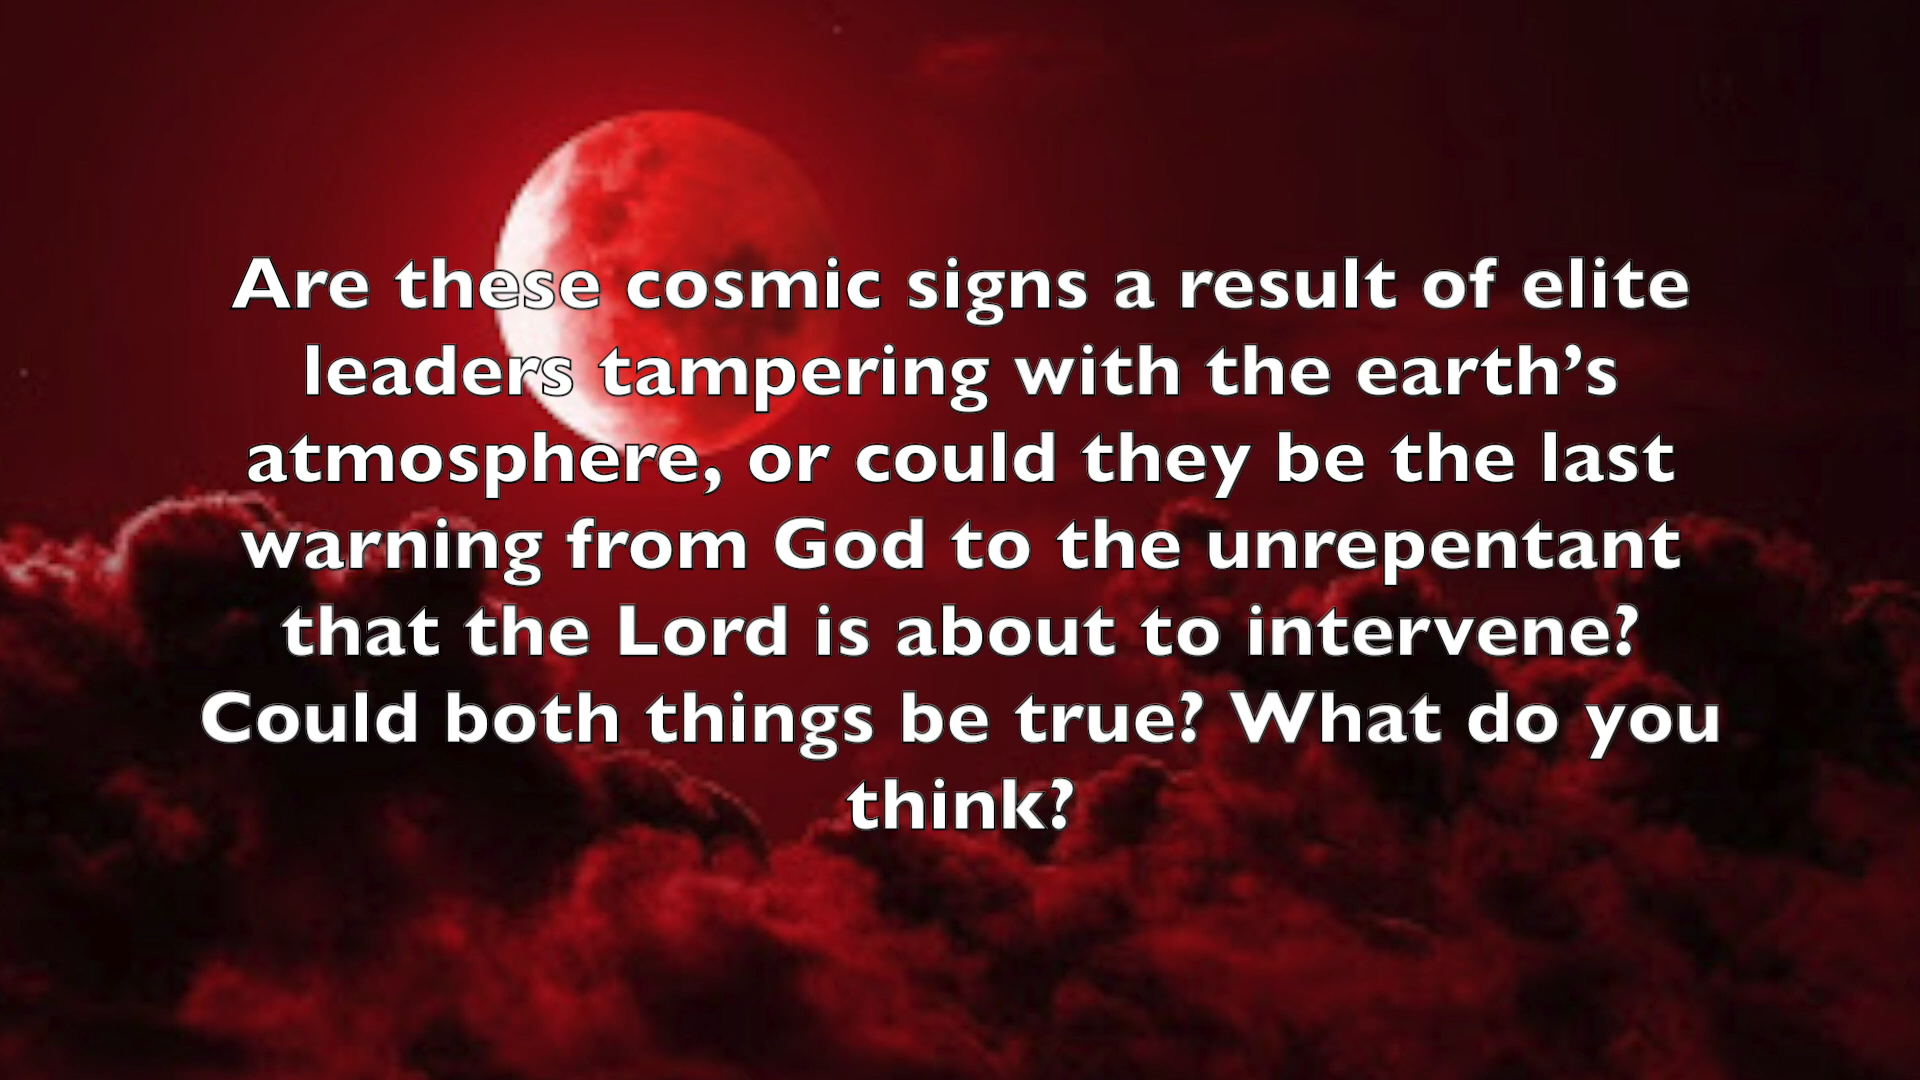 Are these cosmic signs a result of elite
leaders tampering with the earth’s
atmosphere, or could they be the last
warning from God to the unrepentant
that the Lord is about to intervene?
Could both things be true? What do you
think?